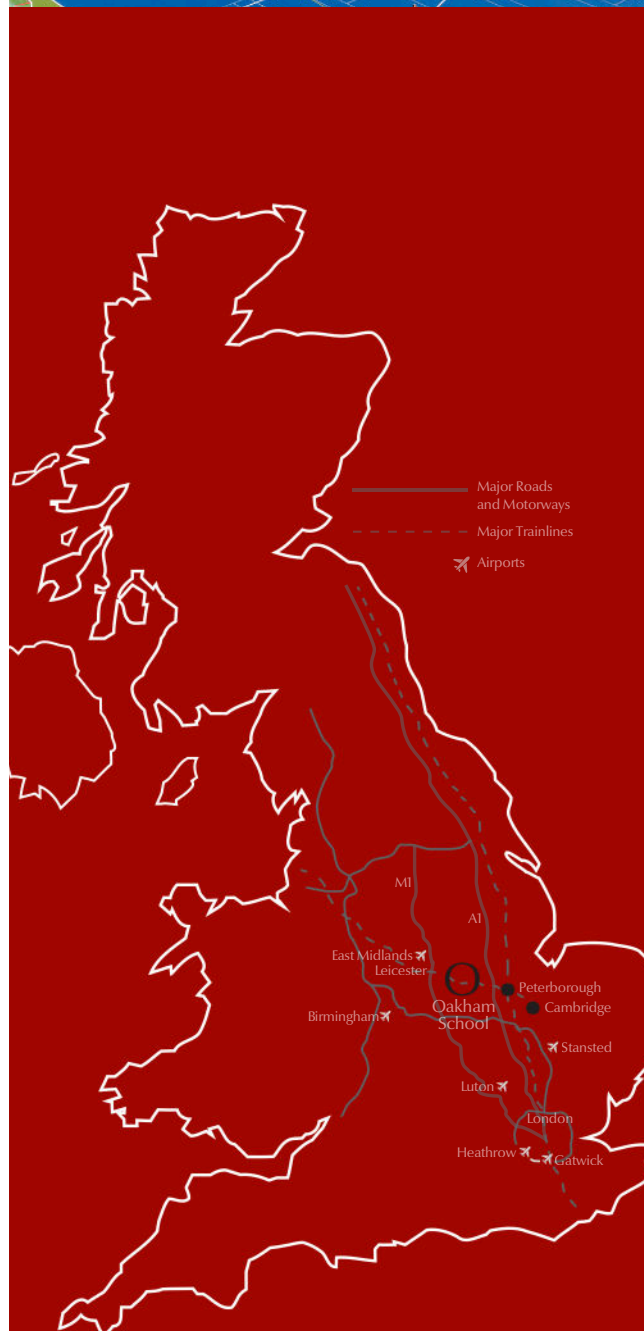 Major Roads
and Motorways
Major Trainlines
Airports
M1
A1
East Midlands
Leicester
Oakham
School
Peterborough
Cambridge
Birmingham
Stansted
Luton
London
Heathrow
Gatwick